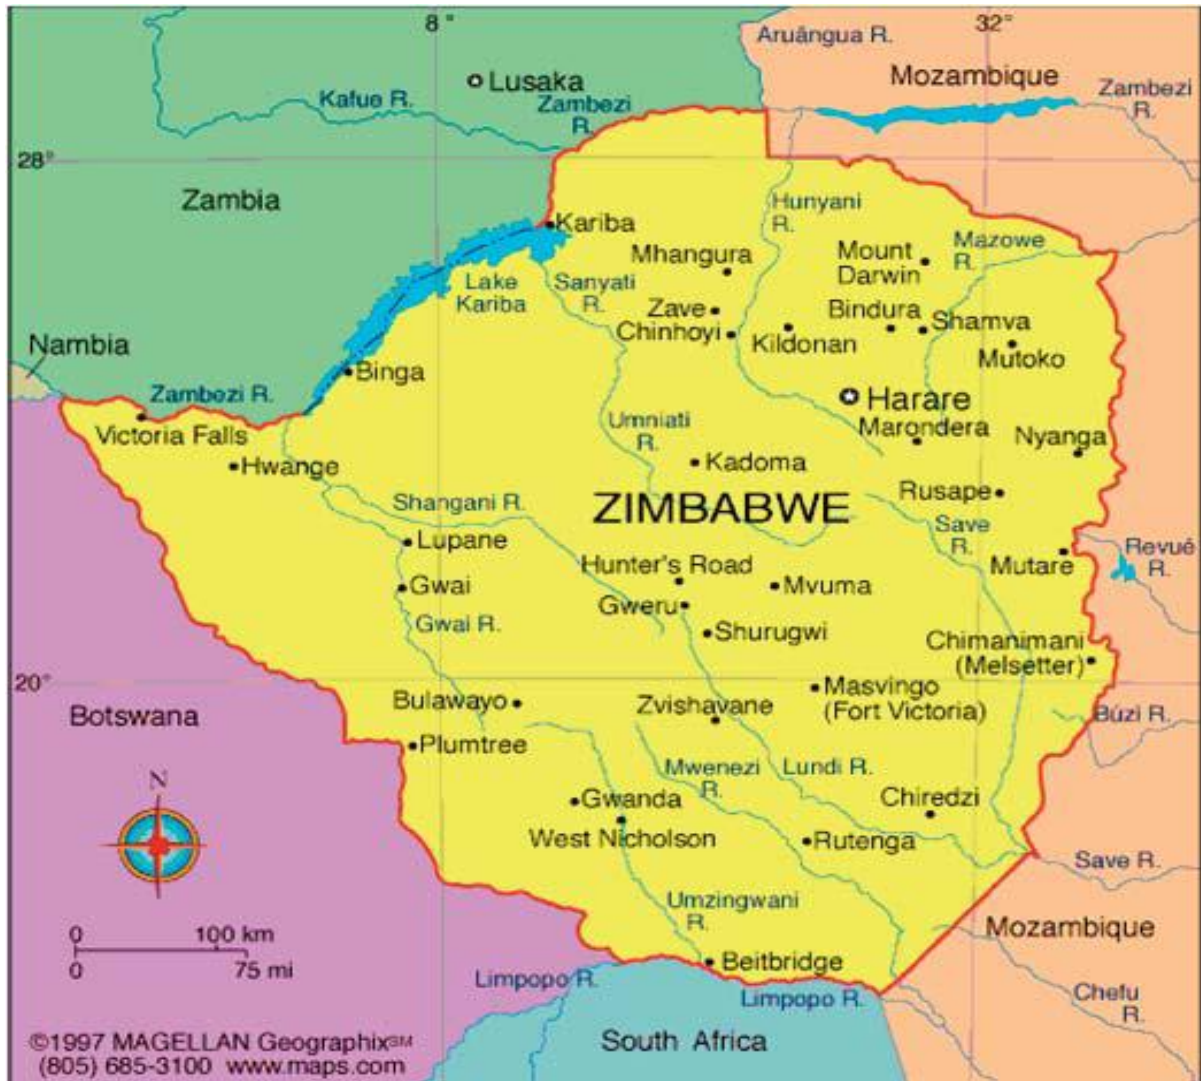 8° 32°
Aruângua R.
Mozambique
Lusaka
Kafue R.
Zambezi
R.
Zambezi
R.
28°
Zambia
Hunyani
R.
Kariba
Mhangura
Mount
Darwin
Mazowe
R.
Lake
Kariba
Sanyati
R.
Zave
Chinhoyi
Kildonan
Bindura
Shamva
Mutoko
Nambia
Binga
Zambezi R.
Victoria Falls
Hwange
Harare
Marondera
Nyanga
Umniati
R.
Kadoma
Rusape
Shangani R.
ZIMBABWE
Save
R.
Lupane
Hunter's Road
Mutare
Revué
R.
Gwai
Mvuma
Gweru
Gwai R.
Shurugwi
Chimanimani
(Melsetter)
20°
Botswana
Bulawayo
Zvishavane
Masvingo
(Fort Victoria)
Búzi R.
Plumtree
Mwenezi
R.
Lundi R.
N
Gwanda
West Nicholson
Chiredzi
Rutenga
Save R.
Umzingwani
R.
Mozambique
0 100 km
0 75 mi
Beitbridge
Limpopo R.
Limpopo R.
Chefu
R.
South Africa
©1997 MAGELLAN Geographix℠
(805) 685-3100 www.maps.com